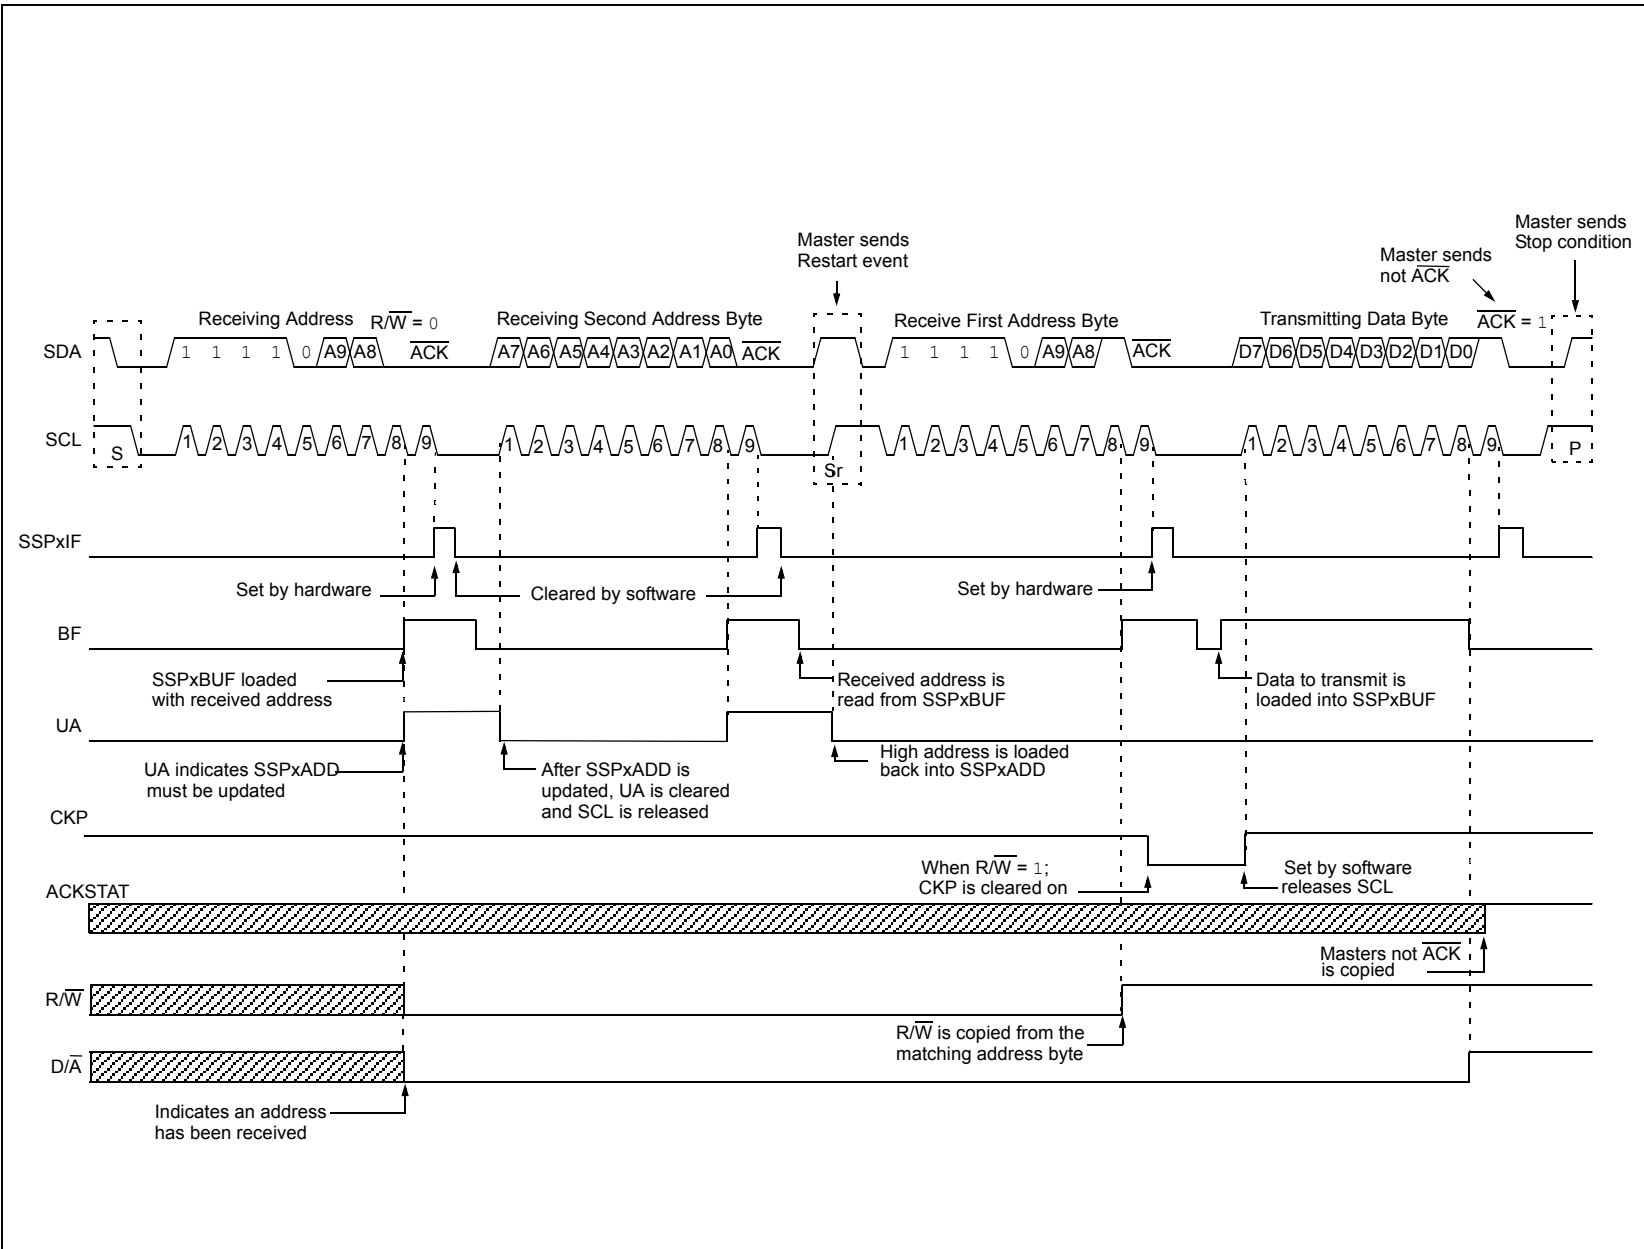 Master sends
Stop condition
Master sends
Restart event
Master sends
not ACK
Receiving Address R/W = 0
Receiving Second Address Byte
Receive First Address Byte
Transmitting Data Byte
ACK = 1
SDA 1 1 1 1 0 A9 A8 ACK A7 A6 A5 A4 A3 A2 A1 A0 ACK 1 1 1 1 0 A9 A8 ACK D7 D6 D5 D4 D3 D2 D1 D0
SCL S 1 2 3 4 5 6 7 8 9 1 2 3 4 5 6 7 8 9 Sr 1 2 3 4 5 6 7 8 9 1 2 3 4 5 6 7 8 9 P
SSPxIF
Set by hardware
Cleared by software
Set by hardware
BF
SSPxBUF loaded
with received address
Received address is
read from SSPxBUF
Data to transmit is
loaded into SSPxBUF
UA
UA indicates SSPxADD
must be updated
After SSPxADD is
updated, UA is cleared
and SCL is released
High address is loaded
back into SSPxADD
CKP
When R/W = 1;
CKP is cleared on
Set by software
releases SCL
ACKSTAT
Masters not ACK
is copied
R/W
R/W is copied from the
matching address byte
D/A
Indicates an address
has been received